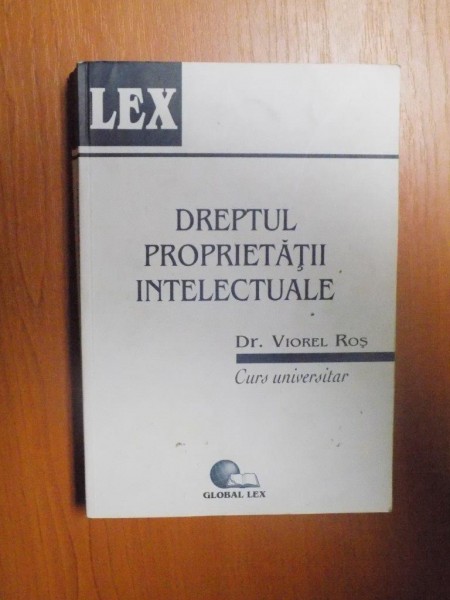 LEX
DREPTUL
PROPRIETĂŢII
INTELECTUALE
Dr. Viorel Roş
Curs universitar
GLOBAL LEX